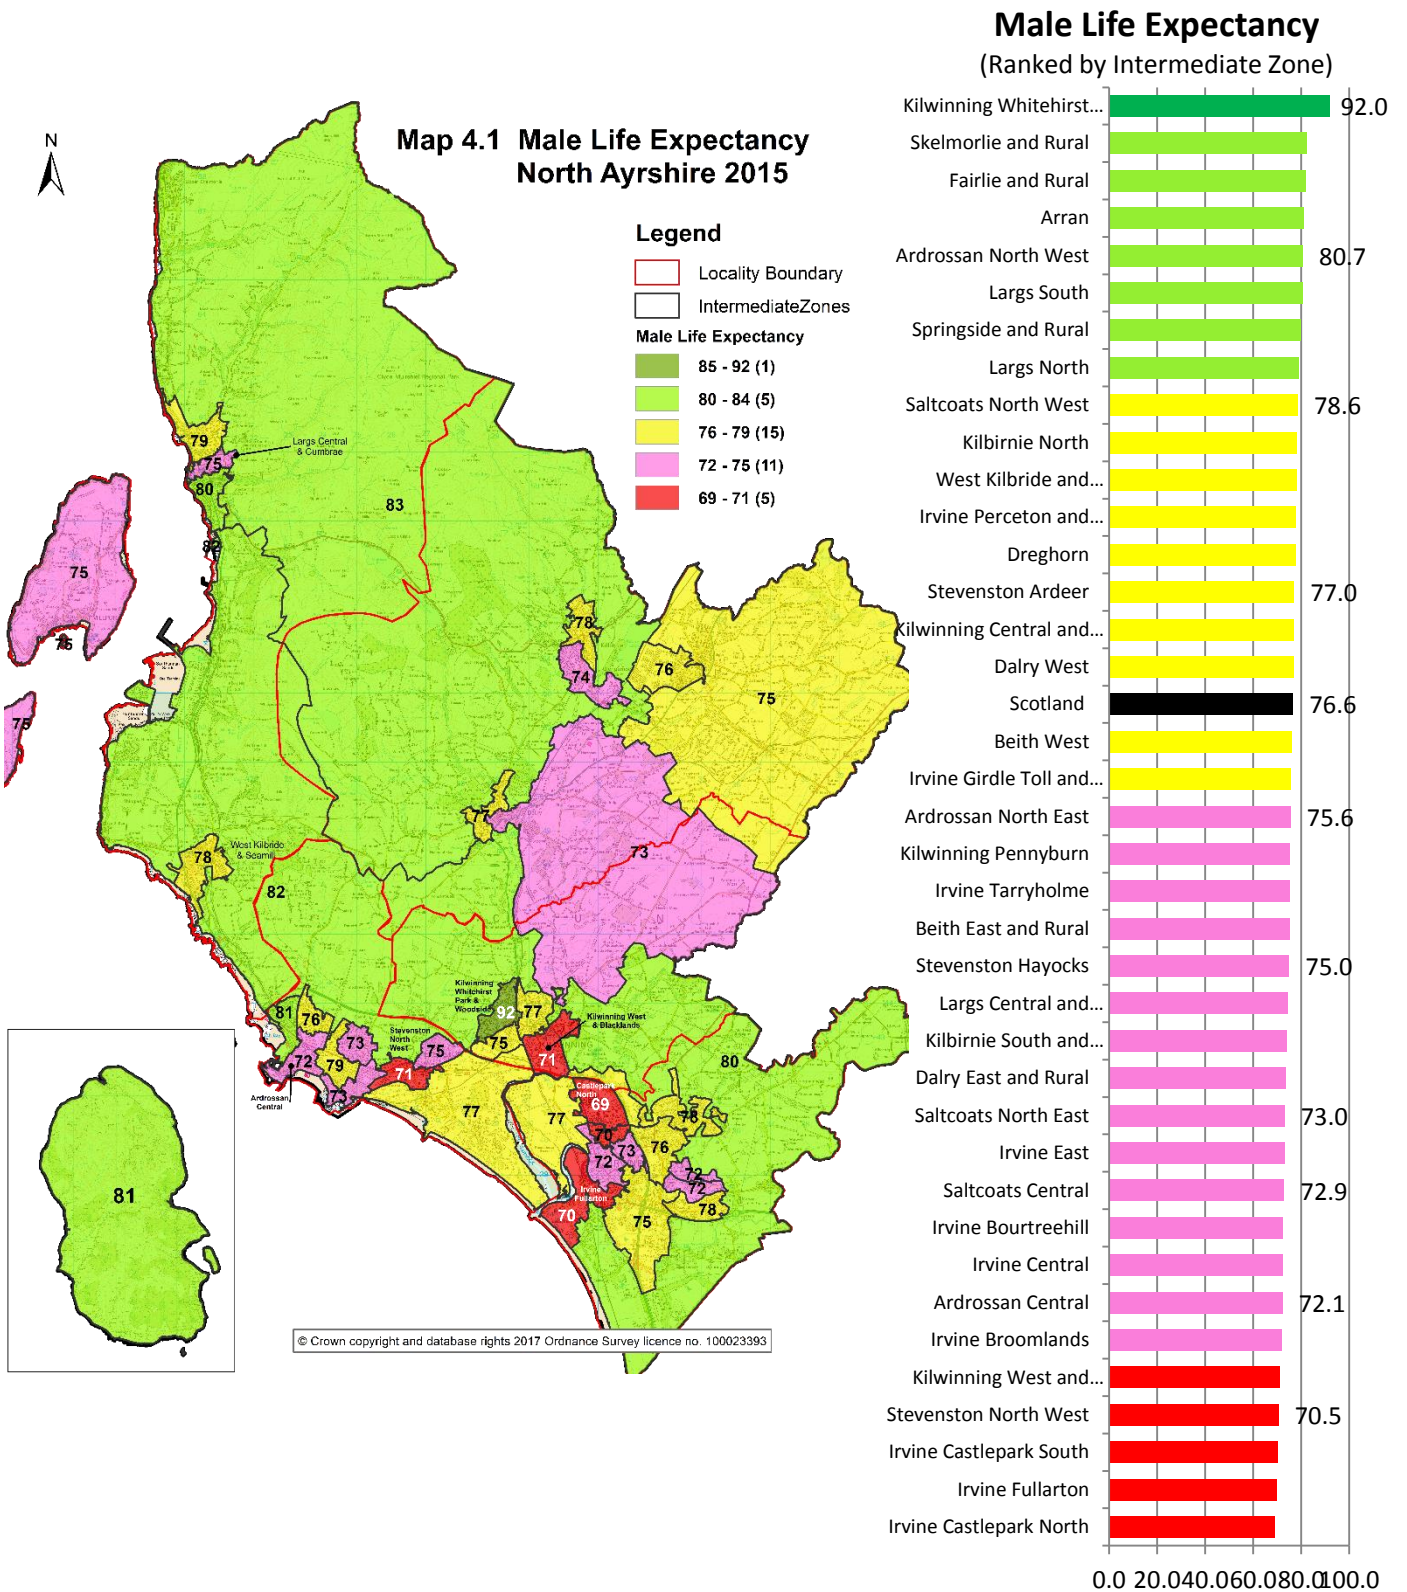 Male Life Expectancy
(Ranked by Intermediate Zone)
N
Map 4.1 Male Life Expectancy
North Ayrshire 2015
Legend
Locality Boundary
IntermediateZones
Male Life Expectancy
85 - 92 (1)
80 - 84 (5)
76 - 79 (15)
72 - 75 (11)
69 - 71 (5)
79
Largs Central
& Cumbrae
75
80
83
82
75
75
75
78
74
76
75
77
73
78
West Kilbride
& Seamill
82
Kilwinning
Whitehirst
Park &
Woodside
92
77
Kilwinning West
& Blacklands
81
76
73
Stevenston
North
West
75
75
71
72
79
71
73
Ardrossan
Central
77
77
Castlepark
North
69
70
80
78
76
72
73
72
72
78
Irvine
Fullarton
70
75
81
© Crown copyright and database rights 2017 Ordnance Survey licence no. 100023393
Kilwinning Whitehirst... 92.0
Skelmorlie and Rural
Fairlie and Rural
Arran
Ardrossan North West 80.7
Largs South
Springside and Rural
Largs North
Saltcoats North West 78.6
Kilbirnie North
West Kilbride and...
Irvine Perceton and...
Dreghorn
Stevenston Ardeer 77.0
Kilwinning Central and...
Dalry West
Scotland 76.6
Beith West
Irvine Girdle Toll and...
Ardrossan North East 75.6
Kilwinning Pennyburn
Irvine Tarryholme
Beith East and Rural
Stevenston Hayocks 75.0
Largs Central and...
Kilbirnie South and...
Dalry East and Rural
Saltcoats North East 73.0
Irvine East
Saltcoats Central 72.9
Irvine Bourtreehill
Irvine Central
Ardrossan Central 72.1
Irvine Broomlands
Kilwinning West and...
Stevenston North West 70.5
Irvine Castlepark South
Irvine Fullarton
Irvine Castlepark North
0.0 20.0 40.0 60.0 80.0 100.0